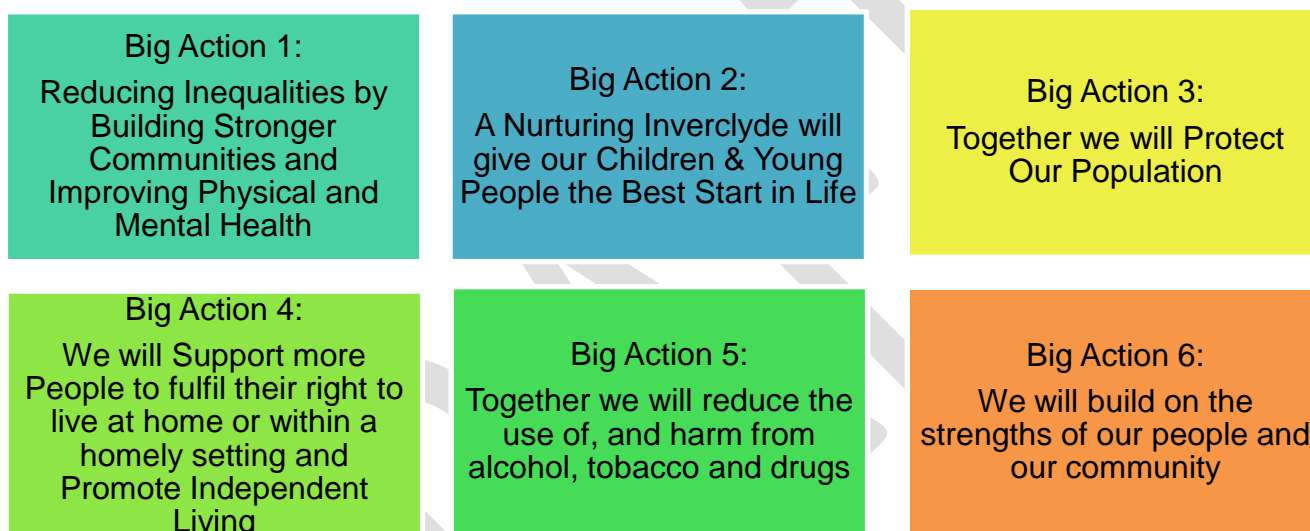 Big Action 1:
Reducing Inequalities by
Building Stronger
Communities and
Improving Physical and
Mental Health
Big Action 2:
A Nurturing Inverclyde will
give our Children & Young
People the Best Start in Life
Big Action 3:
Together we will Protect
Our Population
Big Action 4:
We will Support more
People to fulfil their right to
live at home or within a
homely setting and
Promote Independent
Living
Big Action 5:
Together we will reduce the
use of, and harm from
alcohol, tobacco and drugs
Big Action 6:
We will build on the
strengths of our people and
our community